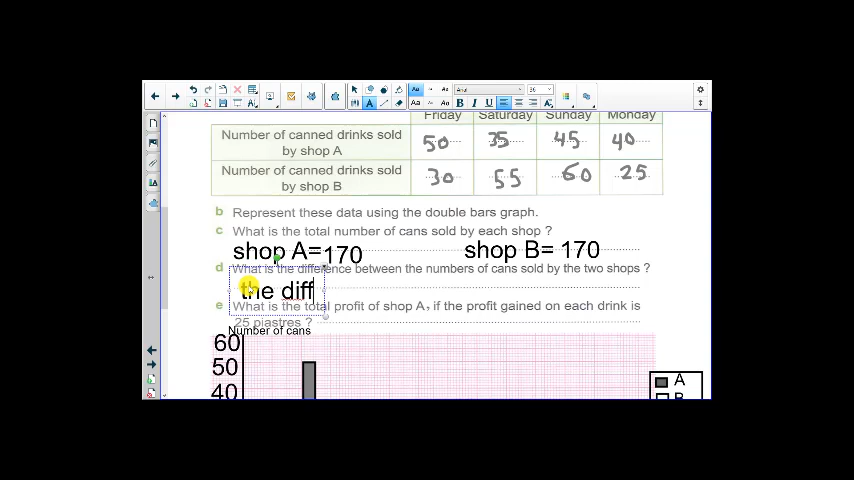 Arial 36
B I U
Friday Saturday Sunday Monday
Number of canned drinks sold by shop A 50 35 45 40
Number of canned drinks sold by shop B 30 55 60 25
b Represent these data using the double bars graph.
c What is the total number of cans sold by each shop ?
shop A=170 shop B= 170
d What is the difference between the numbers of cans sold by the two shops ?
the diff
e What is the total profit of shop A, if the profit gained on each drink is
25 piastres ?
Number of cans
60
50
40
A
B